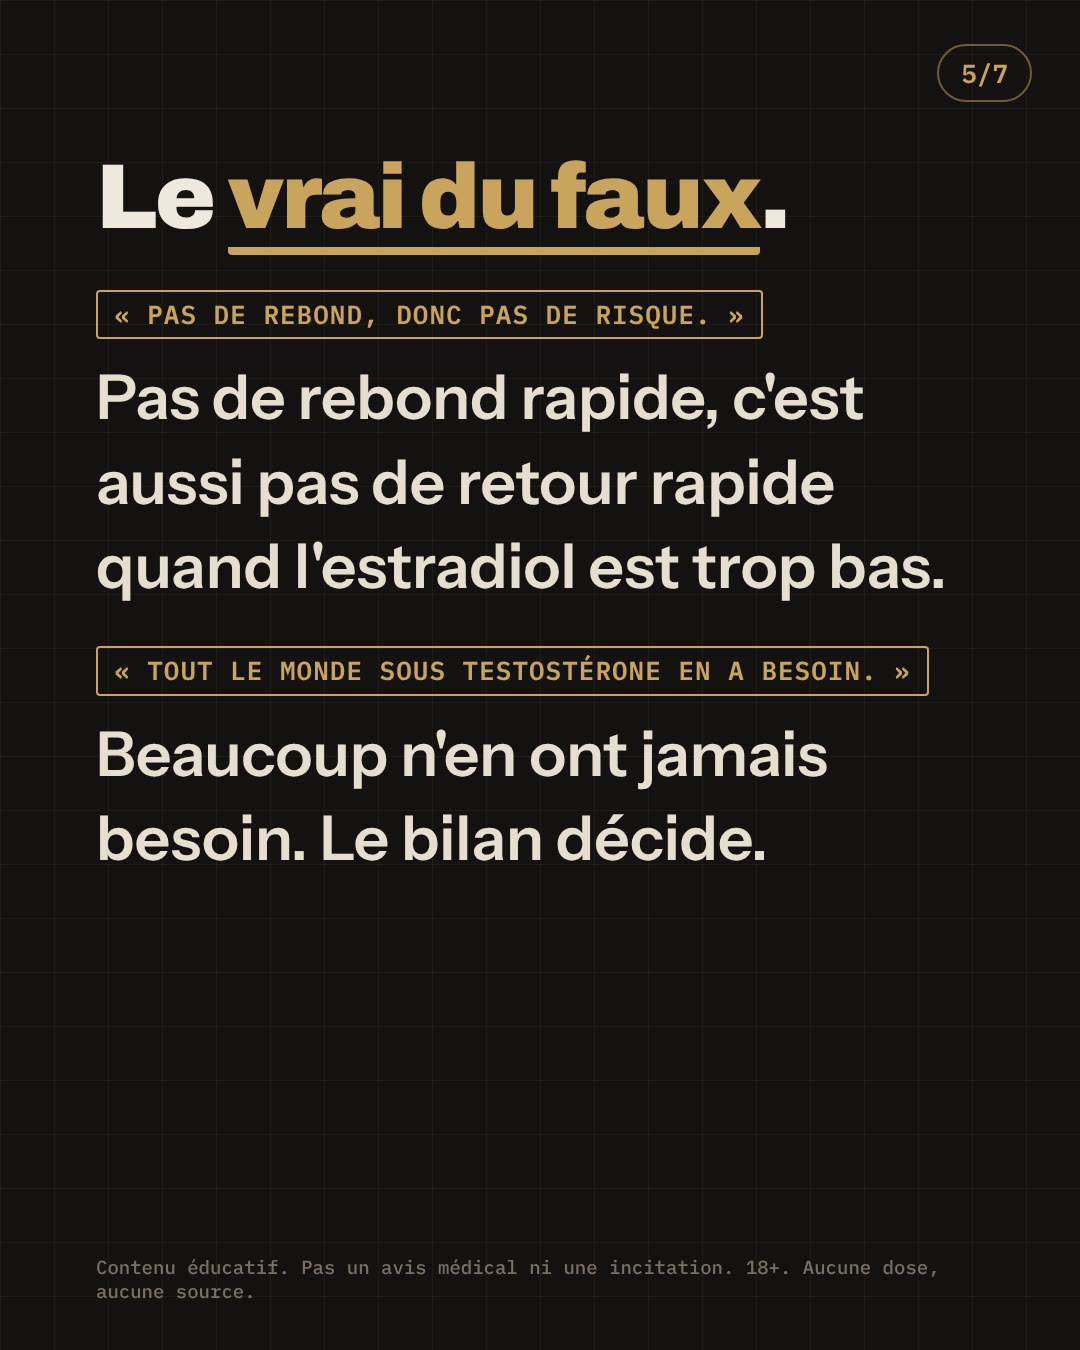 5/7
Le vrai du faux.
« PAS DE REBOND, DONC PAS DE RISQUE. »
Pas de rebond rapide, c'est
aussi pas de retour rapide
quand l'estradiol est trop bas.
« TOUT LE MONDE SOUS TESTOSTÉRONE EN A BESOIN. »
Beaucoup n'en ont jamais
besoin. Le bilan décide.
Contenu éducatif. Pas un avis médical ni une incitation. 18+. Aucune dose,
aucune source.